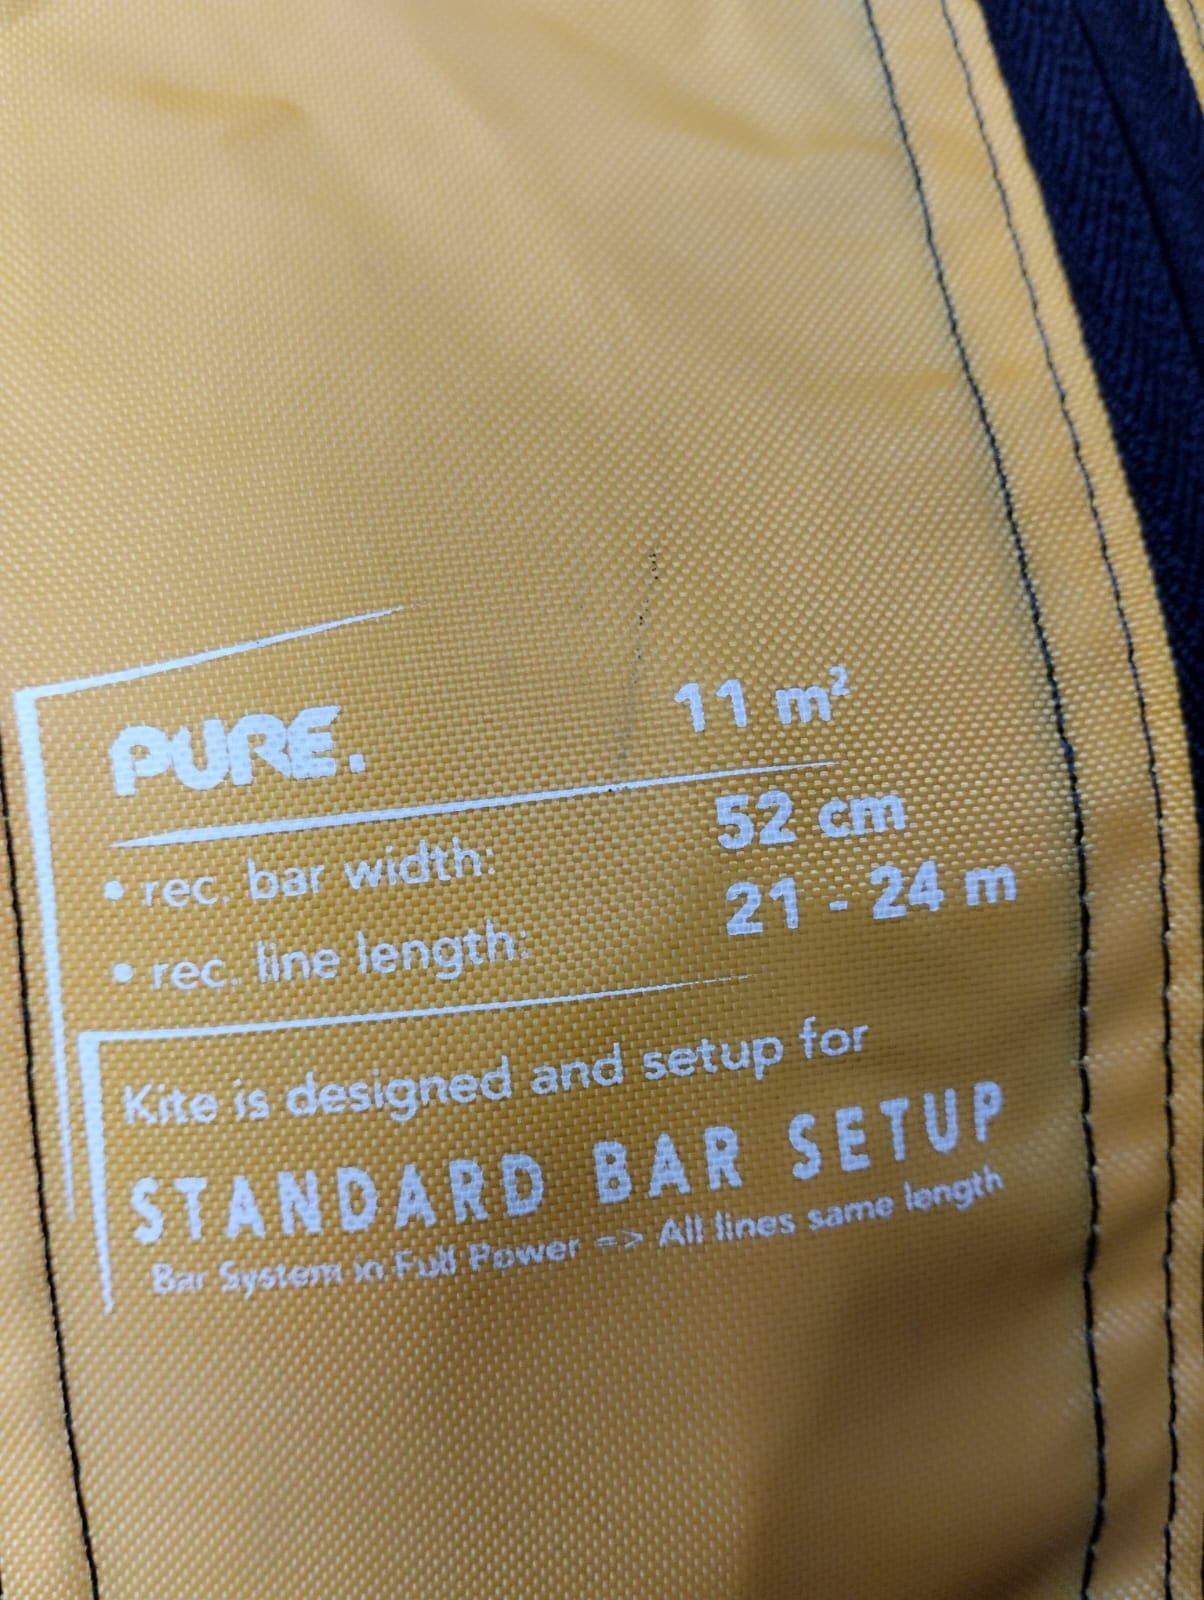 PURE. 11 m²
• rec. bar width: 52 cm
• rec. line length: 21 - 24 m
Kite is designed and setup for
STANDARD BAR SETUP
Bar System in Full Power => All lines same length